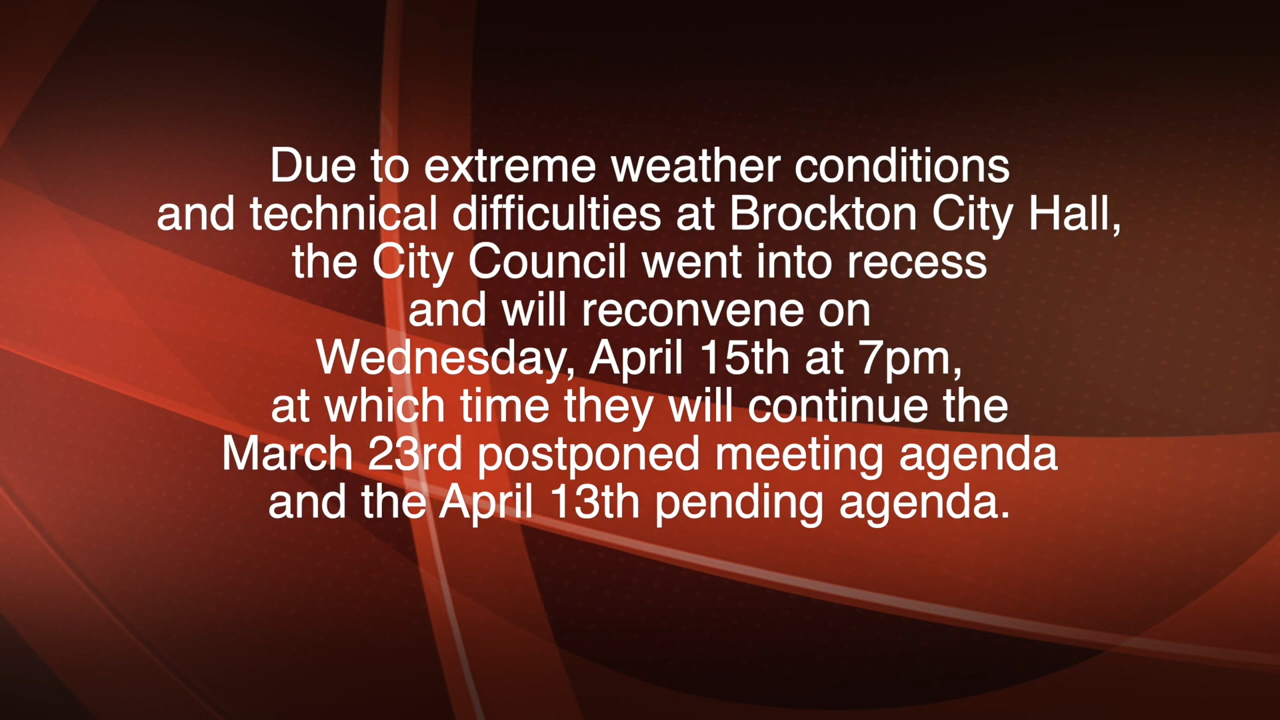 Due to extreme weather conditions
and technical difficulties at Brockton City Hall,
the City Council went into recess
and will reconvene on
Wednesday, April 15th at 7pm,
at which time they will continue the
March 23rd postponed meeting agenda
and the April 13th pending agenda.